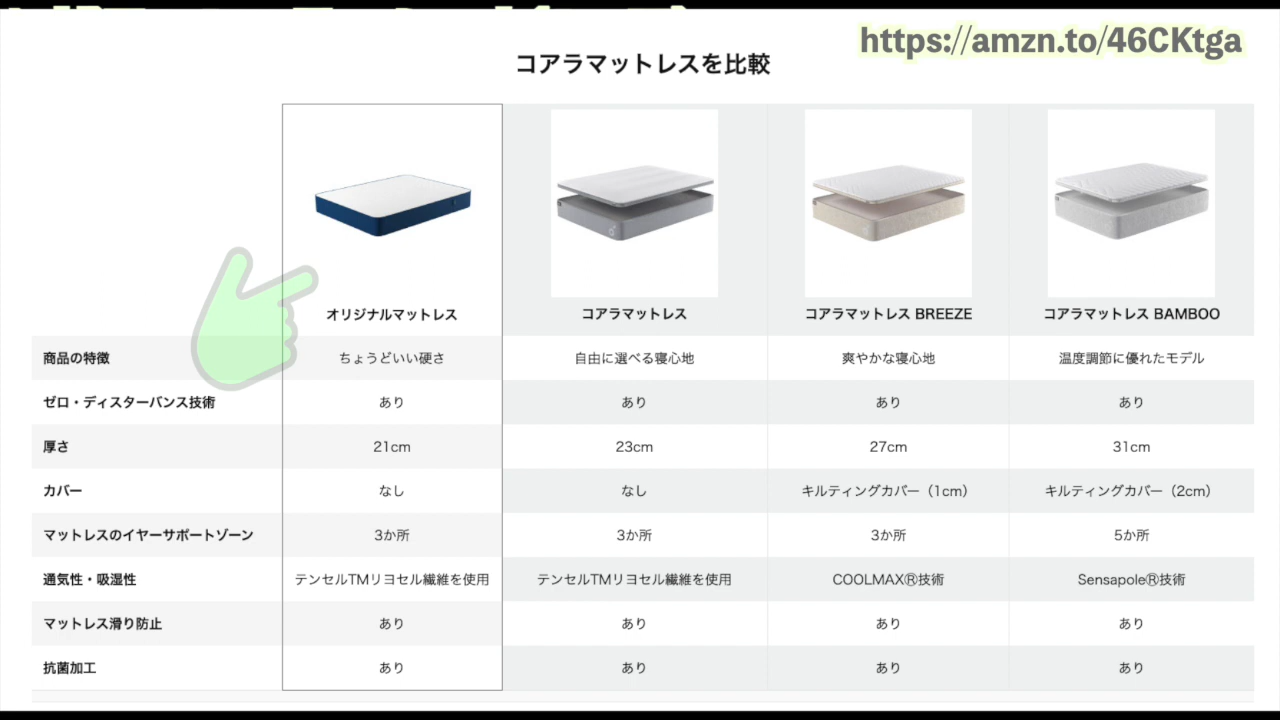 https://amzn.to/46CKtga
コアラマットレスを比較
オリジナルマットレス コアラマットレス コアラマットレス BREEZE コアラマットレス BAMBOO
商品の特徴 ちょうどいい硬さ 自由に選べる寝心地 爽やかな寝心地 温度調節に優れたモデル
ゼロ・ディスターバンス技術 あり あり あり あり
厚さ 21cm 23cm 27cm 31cm
カバー なし なし キルティングカバー（1cm） キルティングカバー（2cm）
マットレスのイヤーサポートゾーン 3か所 3か所 3か所 5か所
通気性・吸湿性 テンセルTMリヨセル繊維を使用 テンセルTMリヨセル繊維を使用 COOLMAXⓇ技術 SensapoleⓇ技術
マットレス滑り防止 あり あり あり あり
抗菌加工 あり あり あり あり